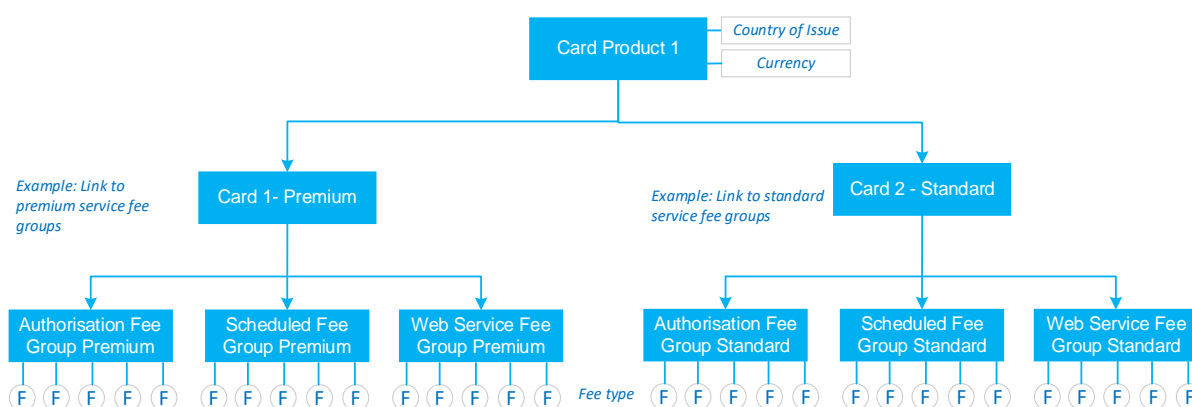 Card Product 1
Country of Issue
Currency
Example: Link to
premium service fee
groups
Card 1- Premium
Example: Link to standard
service fee groups
Card 2 - Standard
Authorisation Fee
Group Premium
Scheduled Fee
Group Premium
Web Service Fee
Group Premium
Authorisation Fee
Group Standard
Scheduled Fee
Group Standard
Web Service Fee
Group Standard
F F F F F
F F F F F
F F F F F
Fee type
F F F F F
F F F F F
F F F F F